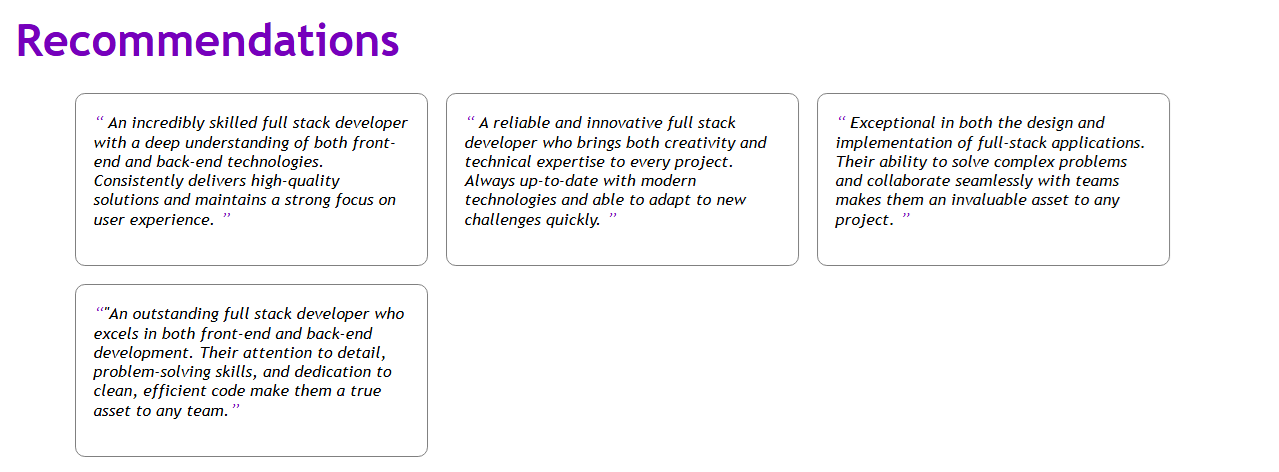 Recommendations
“ An incredibly skilled full stack developer
with a deep understanding of both front-
end and back-end technologies.
Consistently delivers high-quality
solutions and maintains a strong focus on
user experience. ”
“ A reliable and innovative full stack
developer who brings both creativity and
technical expertise to every project.
Always up-to-date with modern
technologies and able to adapt to new
challenges quickly. ”
“ Exceptional in both the design and
implementation of full-stack applications.
Their ability to solve complex problems
and collaborate seamlessly with teams
makes them an invaluable asset to any
project. ”
“"An outstanding full stack developer who
excels in both front-end and back-end
development. Their attention to detail,
problem-solving skills, and dedication to
clean, efficient code make them a true
asset to any team.”